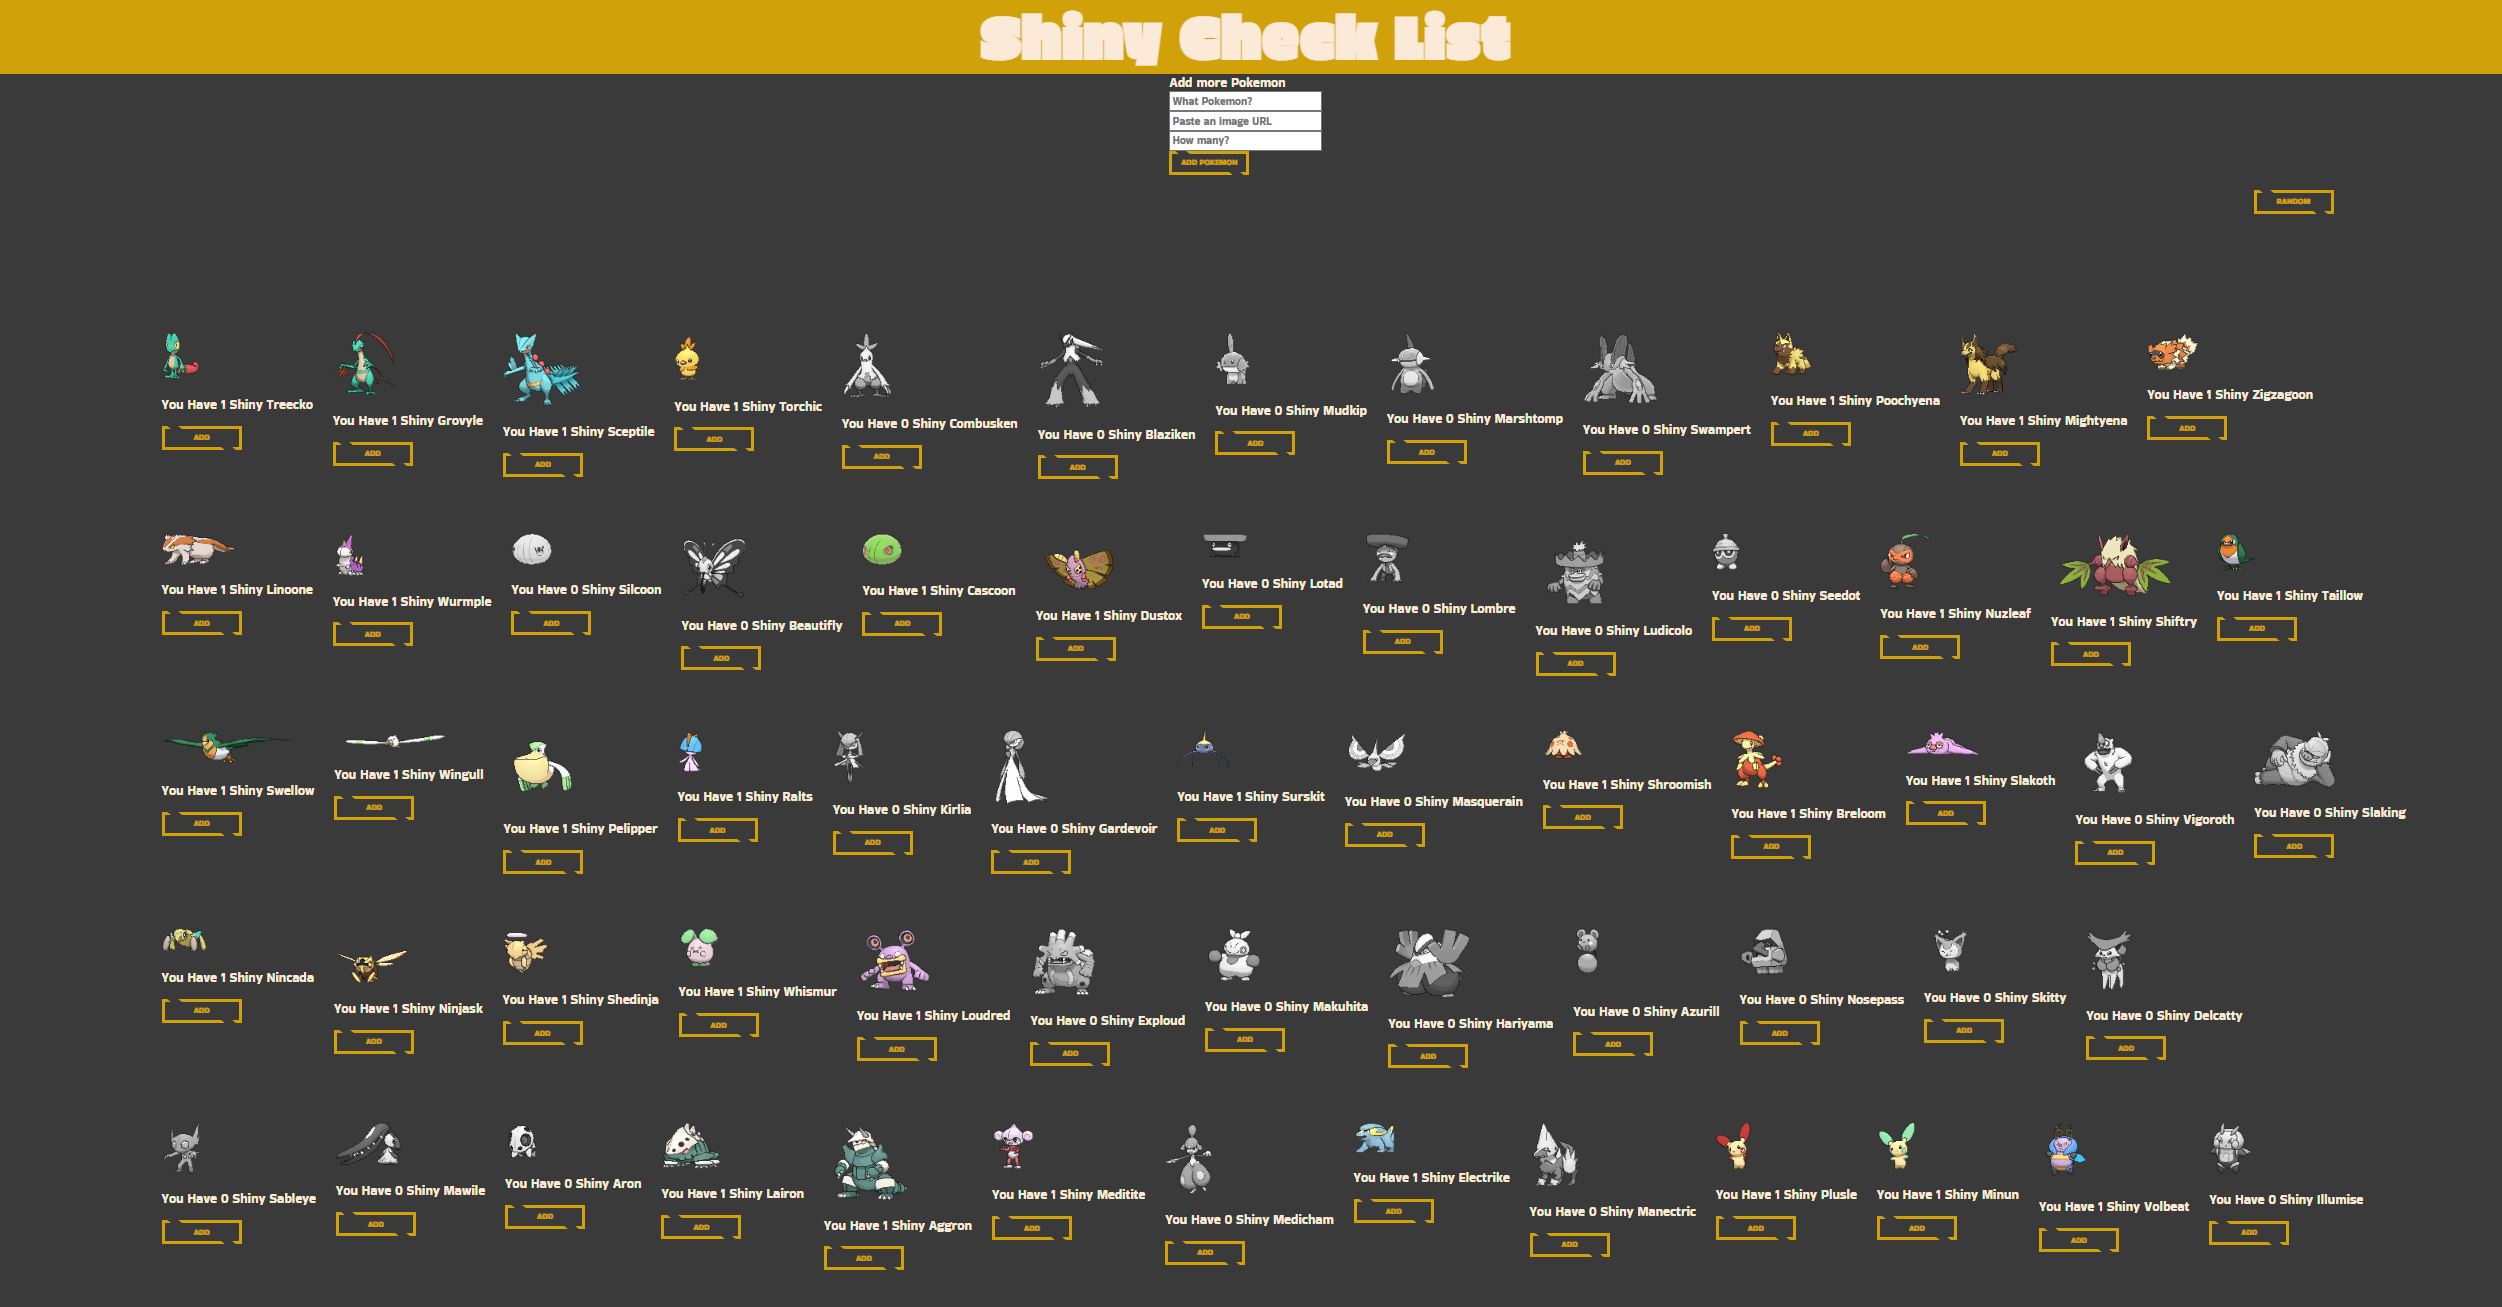 Shiny Check List
Add more Pokemon
What Pokemon?
Paste an image URL
How many?
ADD POKEMON
RANDOM
You Have 1 Shiny Treecko
ADD
You Have 1 Shiny Grovyle
ADD
You Have 1 Shiny Sceptile
ADD
You Have 1 Shiny Torchic
ADD
You Have 0 Shiny Combusken
ADD
You Have 0 Shiny Blaziken
ADD
You Have 0 Shiny Mudkip
ADD
You Have 0 Shiny Marshtomp
ADD
You Have 0 Shiny Swampert
ADD
You Have 1 Shiny Poochyena
ADD
You Have 1 Shiny Mightyena
ADD
You Have 1 Shiny Zigzagoon
ADD
You Have 1 Shiny Linoone
ADD
You Have 1 Shiny Wurmple
ADD
You Have 0 Shiny Silcoon
ADD
You Have 0 Shiny Beautifly
ADD
You Have 1 Shiny Cascoon
ADD
You Have 1 Shiny Dustox
ADD
You Have 0 Shiny Lotad
ADD
You Have 0 Shiny Lombre
ADD
You Have 0 Shiny Ludicolo
ADD
You Have 0 Shiny Seedot
ADD
You Have 1 Shiny Nuzleaf
ADD
You Have 1 Shiny Shiftry
ADD
You Have 1 Shiny Taillow
ADD
You Have 1 Shiny Swellow
ADD
You Have 1 Shiny Wingull
ADD
You Have 1 Shiny Pelipper
ADD
You Have 1 Shiny Ralts
ADD
You Have 0 Shiny Kirlia
ADD
You Have 0 Shiny Gardevoir
ADD
You Have 1 Shiny Surskit
ADD
You Have 0 Shiny Masquerain
ADD
You Have 1 Shiny Shroomish
ADD
You Have 1 Shiny Breloom
ADD
You Have 1 Shiny Slakoth
ADD
You Have 0 Shiny Vigoroth
ADD
You Have 0 Shiny Slaking
ADD
You Have 1 Shiny Nincada
ADD
You Have 1 Shiny Ninjask
ADD
You Have 1 Shiny Shedinja
ADD
You Have 1 Shiny Whismur
ADD
You Have 1 Shiny Loudred
ADD
You Have 0 Shiny Exploud
ADD
You Have 0 Shiny Makuhita
ADD
You Have 0 Shiny Hariyama
ADD
You Have 0 Shiny Azurill
ADD
You Have 0 Shiny Nosepass
ADD
You Have 0 Shiny Skitty
ADD
You Have 0 Shiny Delcatty
ADD
You Have 0 Shiny Sableye
ADD
You Have 0 Shiny Mawile
ADD
You Have 0 Shiny Aron
ADD
You Have 1 Shiny Lairon
ADD
You Have 1 Shiny Aggron
ADD
You Have 1 Shiny Meditite
ADD
You Have 0 Shiny Medicham
ADD
You Have 1 Shiny Electrike
ADD
You Have 0 Shiny Manectric
ADD
You Have 1 Shiny Plusle
ADD
You Have 1 Shiny Minun
ADD
You Have 1 Shiny Volbeat
ADD
You Have 0 Shiny Illumise
ADD